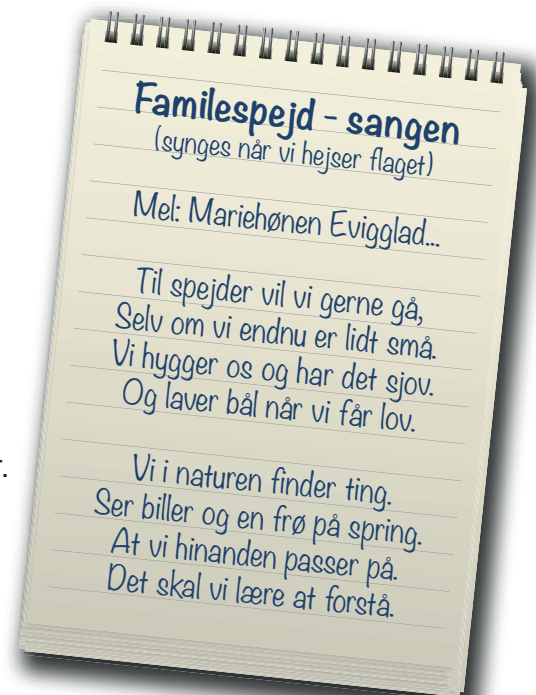 Familespejd - sangen
(synges når vi hejser flaget)
Mel: Mariehønen Evigglad...
Til spejder vil vi gerne gå,
Selv om vi endnu er lidt små.
Vi hygger os og har det sjov.
Og laver bål når vi får lov.
Vi i naturen finder ting.
Ser biller og en frø på spring.
At vi hinanden passer på.
Det skal vi lære at forstå.